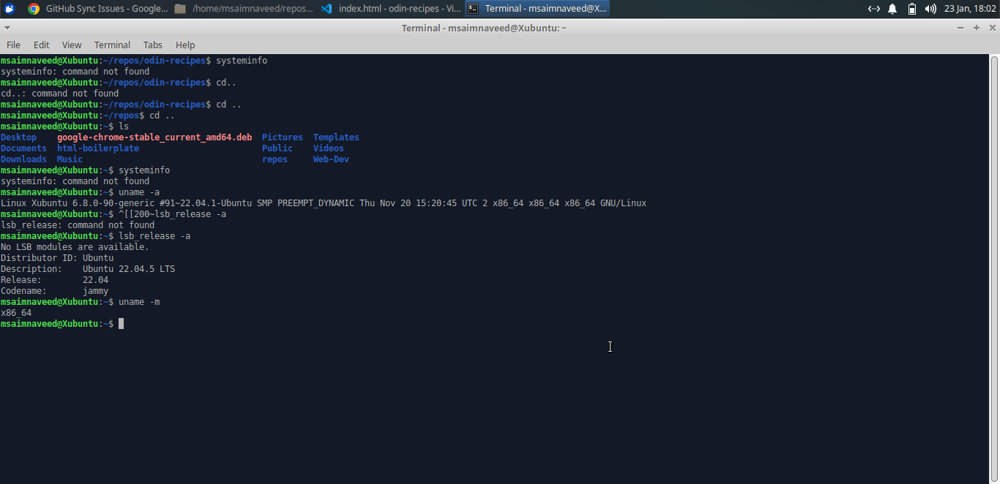 GitHub Sync Issues - Google... /home/msaimnaveed/repos... index.html - odin-recipes - Vi... Terminal - msaimnaveed@X... 23 Jan, 18:02
Terminal - msaimnaveed@Xubuntu: ~
File Edit View Terminal Tabs Help
msaimnaveed@Xubuntu:~/repos/odin-recipes$ systeminfo
systeminfo: command not found
msaimnaveed@Xubuntu:~/repos/odin-recipes$ cd..
cd..: command not found
msaimnaveed@Xubuntu:~/repos/odin-recipes$ cd ..
msaimnaveed@Xubuntu:~/repos$ cd ..
msaimnaveed@Xubuntu:~$ ls
Desktop google-chrome-stable_current_amd64.deb Pictures Templates
Documents html-boilerplate Public Videos
Downloads Music repos Web-Dev
msaimnaveed@Xubuntu:~$ systeminfo
systeminfo: command not found
msaimnaveed@Xubuntu:~$ uname -a
Linux Xubuntu 6.8.0-90-generic #91~22.04.1-Ubuntu SMP PREEMPT_DYNAMIC Thu Nov 20 15:20:45 UTC 2 x86_64 x86_64 x86_64 GNU/Linux
msaimnaveed@Xubuntu:~$ ^[[200~lsb_release -a
lsb_release: command not found
msaimnaveed@Xubuntu:~$ lsb_release -a
No LSB modules are available.
Distributor ID: Ubuntu
Description: Ubuntu 22.04.5 LTS
Release: 22.04
Codename: jammy
msaimnaveed@Xubuntu:~$ uname -m
x86_64
msaimnaveed@Xubuntu:~$